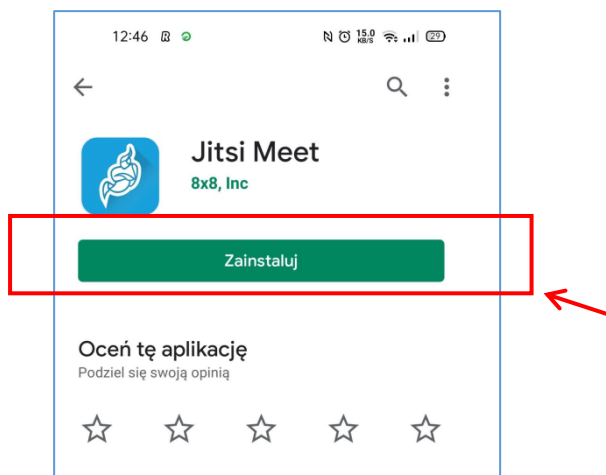 12:46
15.0
KB/S
29
Jitsi Meet
8x8, Inc
Zainstaluj
Oceń tę aplikację
Podziel się swoją opinią